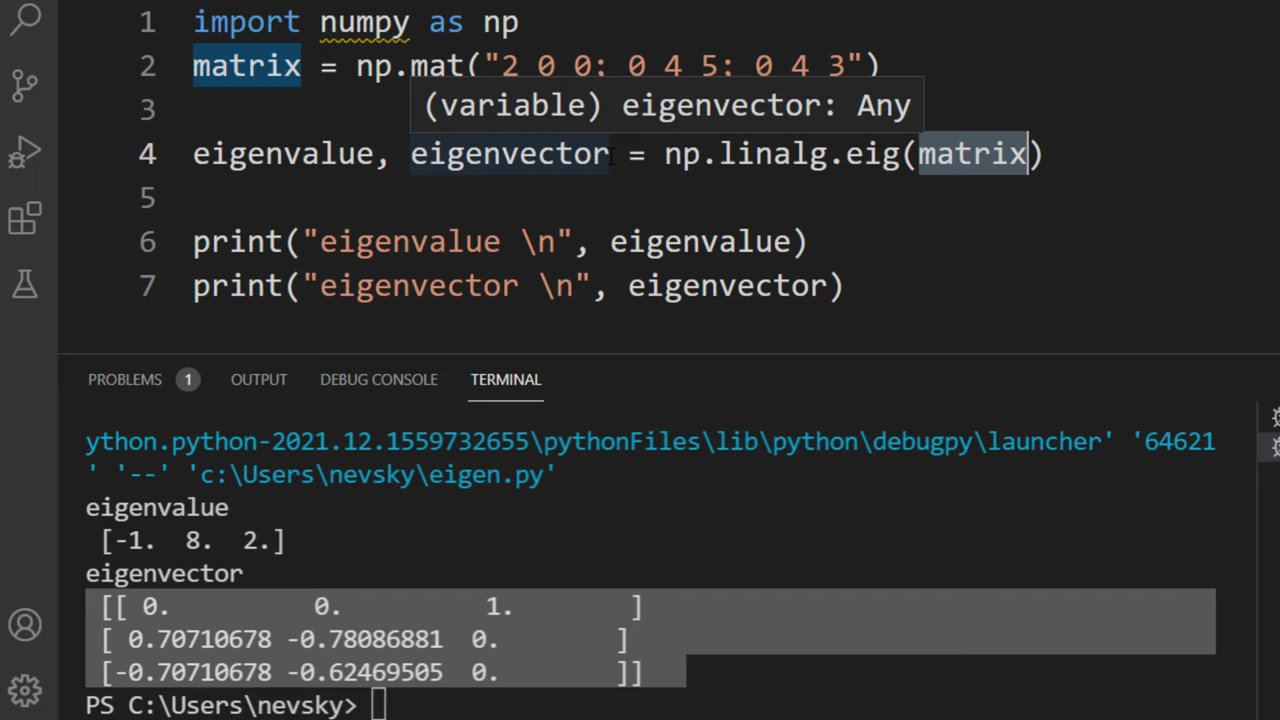 1 import numpy as np
2 matrix = np.mat("2 0 0; 0 4 5; 0 4 3")
3 (variable) eigenvector: Any
4 eigenvalue, eigenvector = np.linalg.eig(matrix)
5
6 print("eigenvalue \n", eigenvalue)
7 print("eigenvector \n", eigenvector)
PROBLEMS 1 OUTPUT DEBUG CONSOLE TERMINAL
ython.python-2021.12.1559732655\pythonFiles\lib\python\debugpy\launcher' '64621
' '--' 'c:\Users\nevsky\eigen.py'
eigenvalue
[-1. 8. 2.]
eigenvector
[[ 0. 0. 1. ]
[ 0.70710678 -0.78086881 0. ]
[-0.70710678 -0.62469505 0. ]]
PS C:\Users\nevsky>